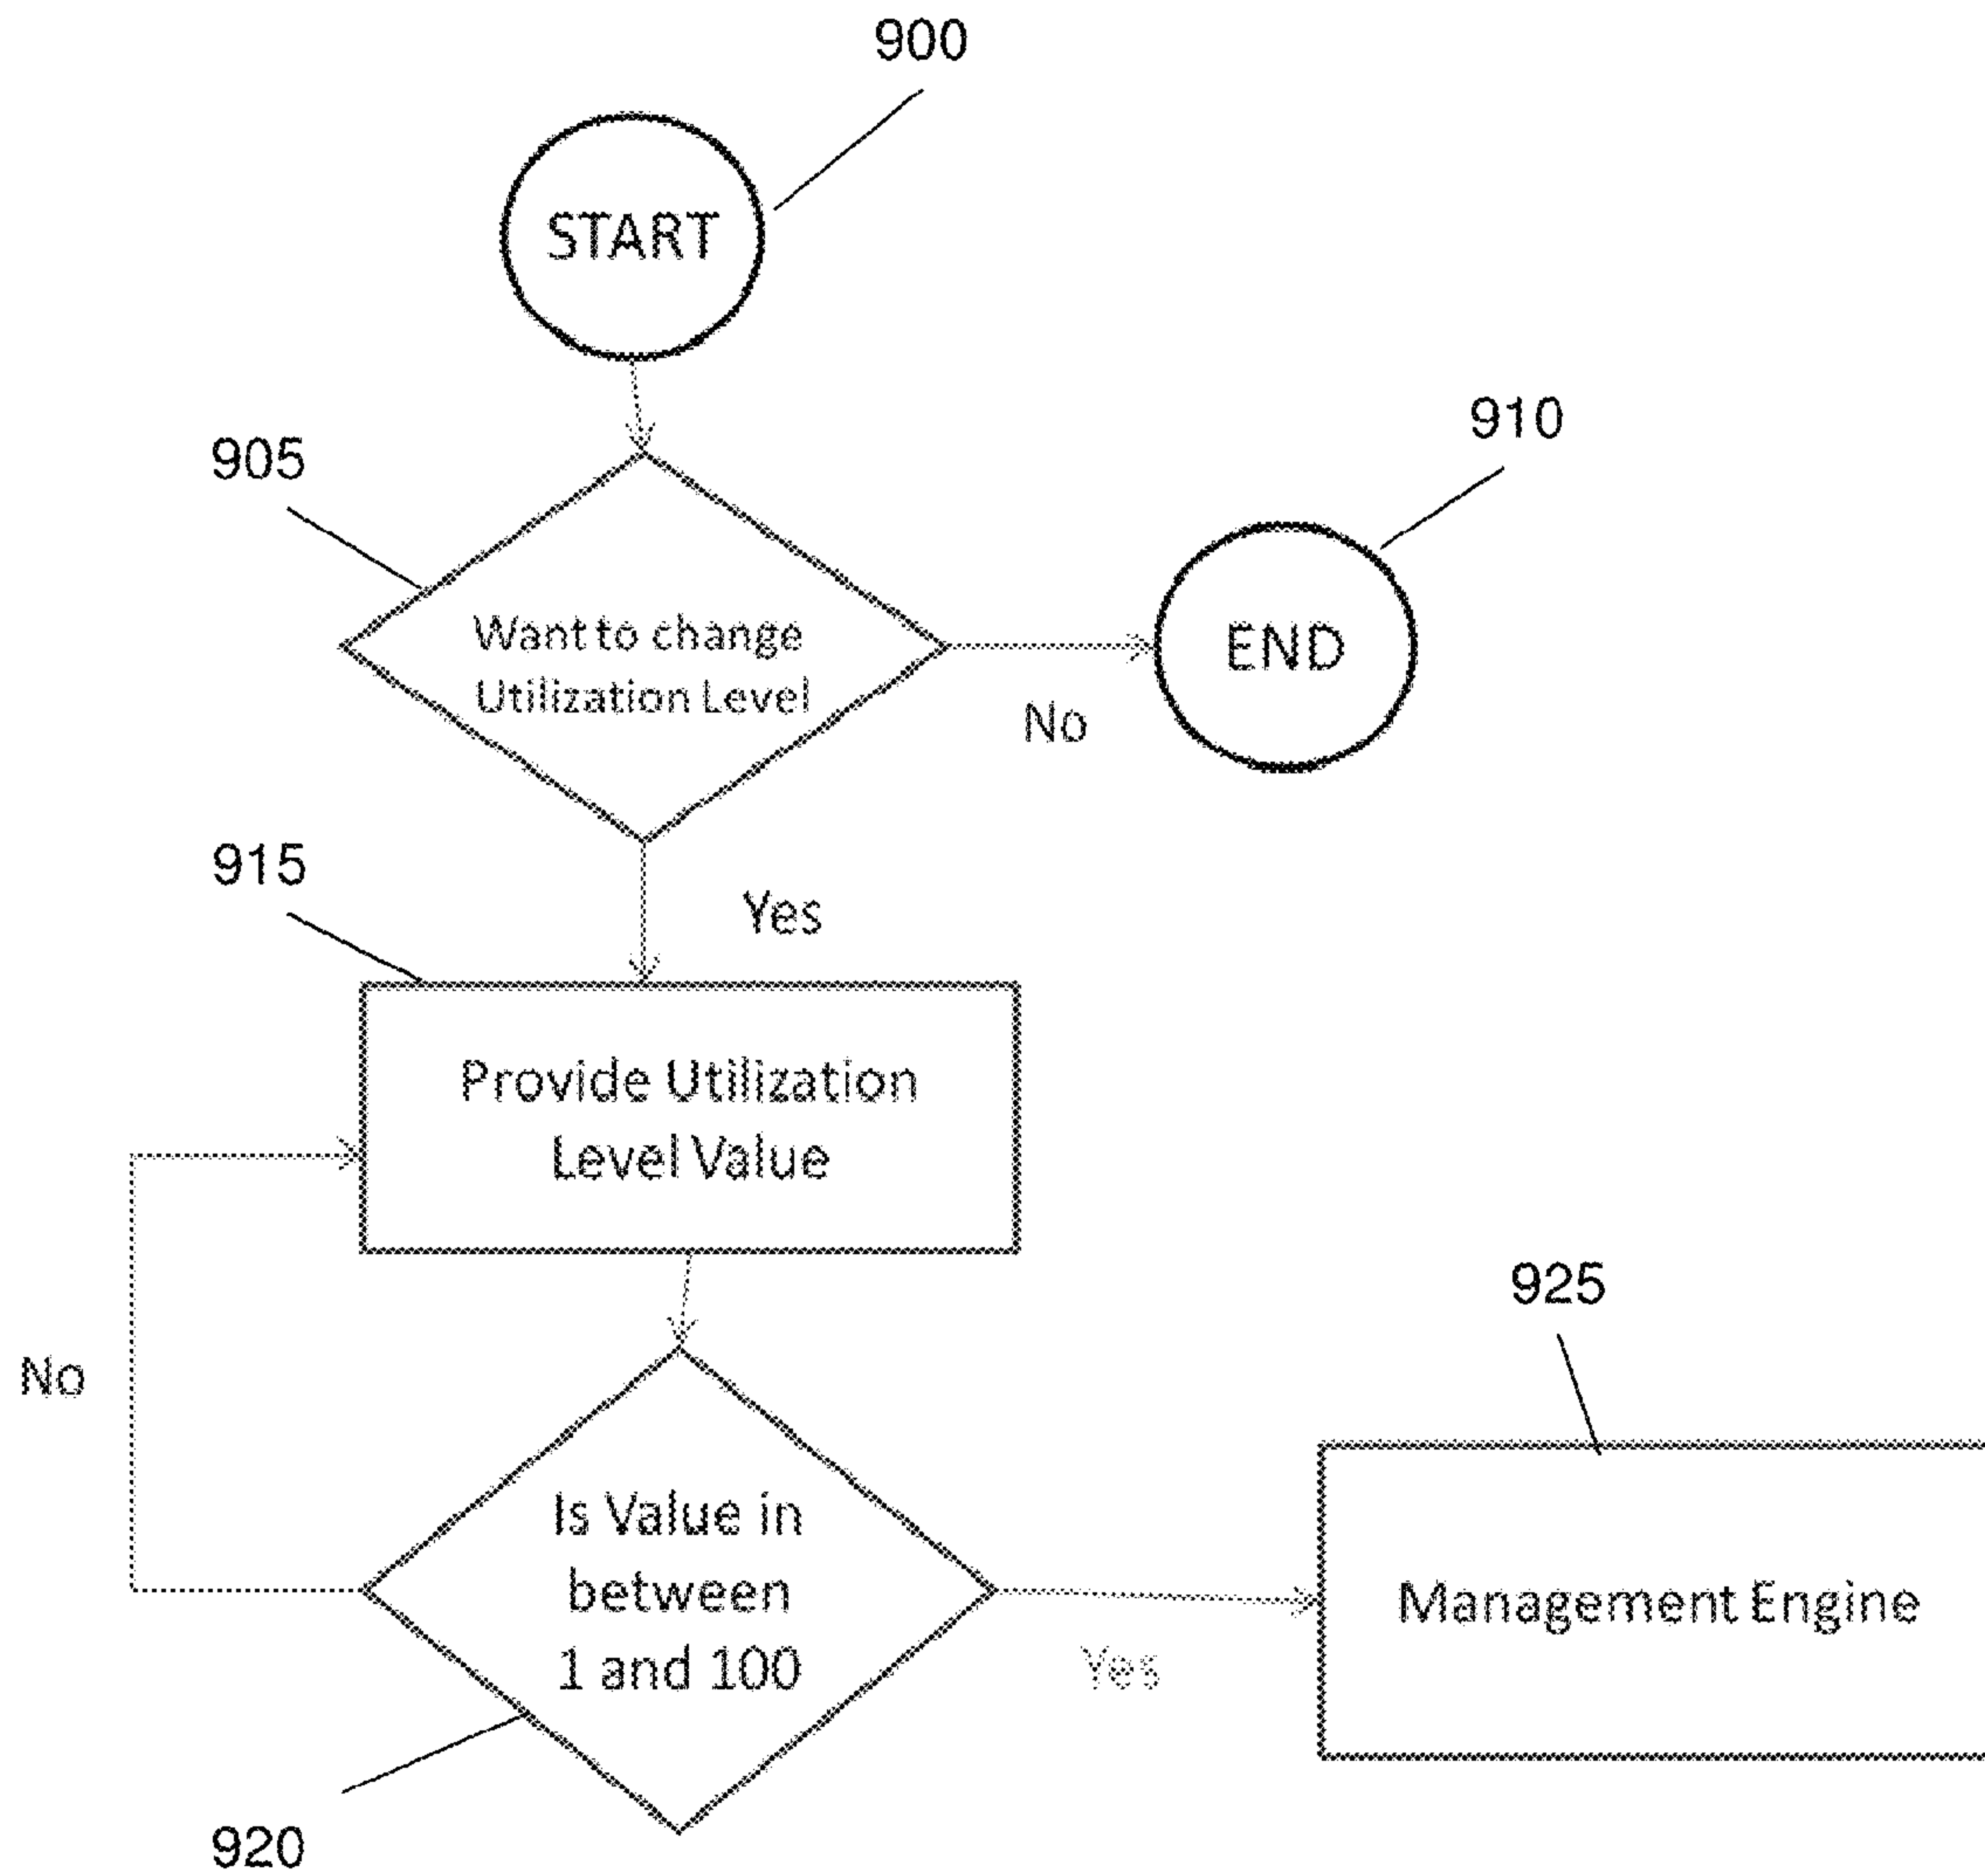 900
START
905
910
Want to change
Utilization Level
END
No
915
Yes
Provide Utilization
Level Value
925
No
Is Value in
between
1 and 100
Management Engine
Yes
920